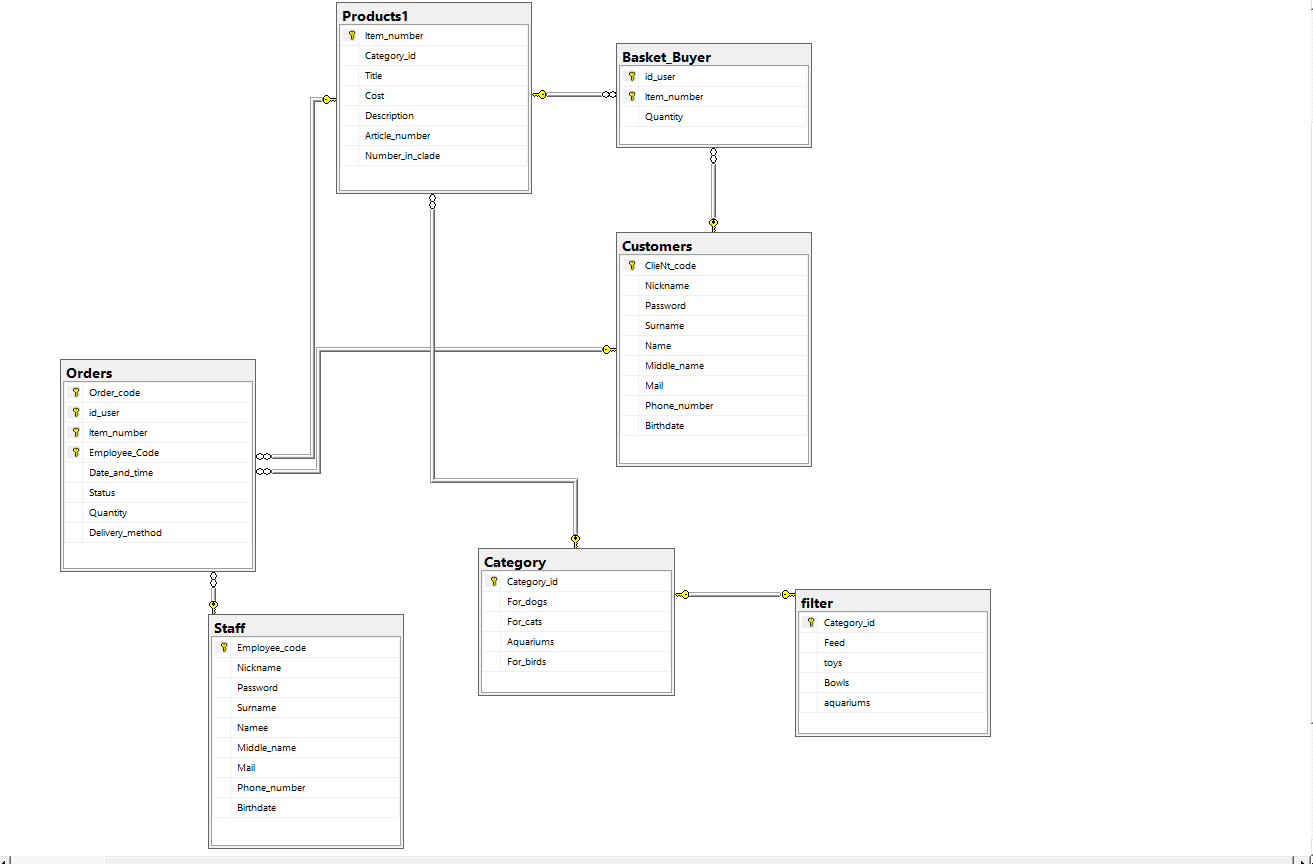 Products1
Item_number
Category_id
Title
Cost
Description
Article_number
Number_in_clade
Basket_Buyer
id_user
Item_number
Quantity
Customers
ClieNt_code
Nickname
Password
Surname
Name
Middle_name
Mail
Phone_number
Birthdate
Orders
Order_code
id_user
Item_number
Employee_Code
Date_and_time
Status
Quantity
Delivery_method
Category
Category_id
For_dogs
For_cats
Aquariums
For_birds
filter
Category_id
Feed
toys
Bowls
aquariums
Staff
Employee_code
Nickname
Password
Surname
Namee
Middle_name
Mail
Phone_number
Birthdate